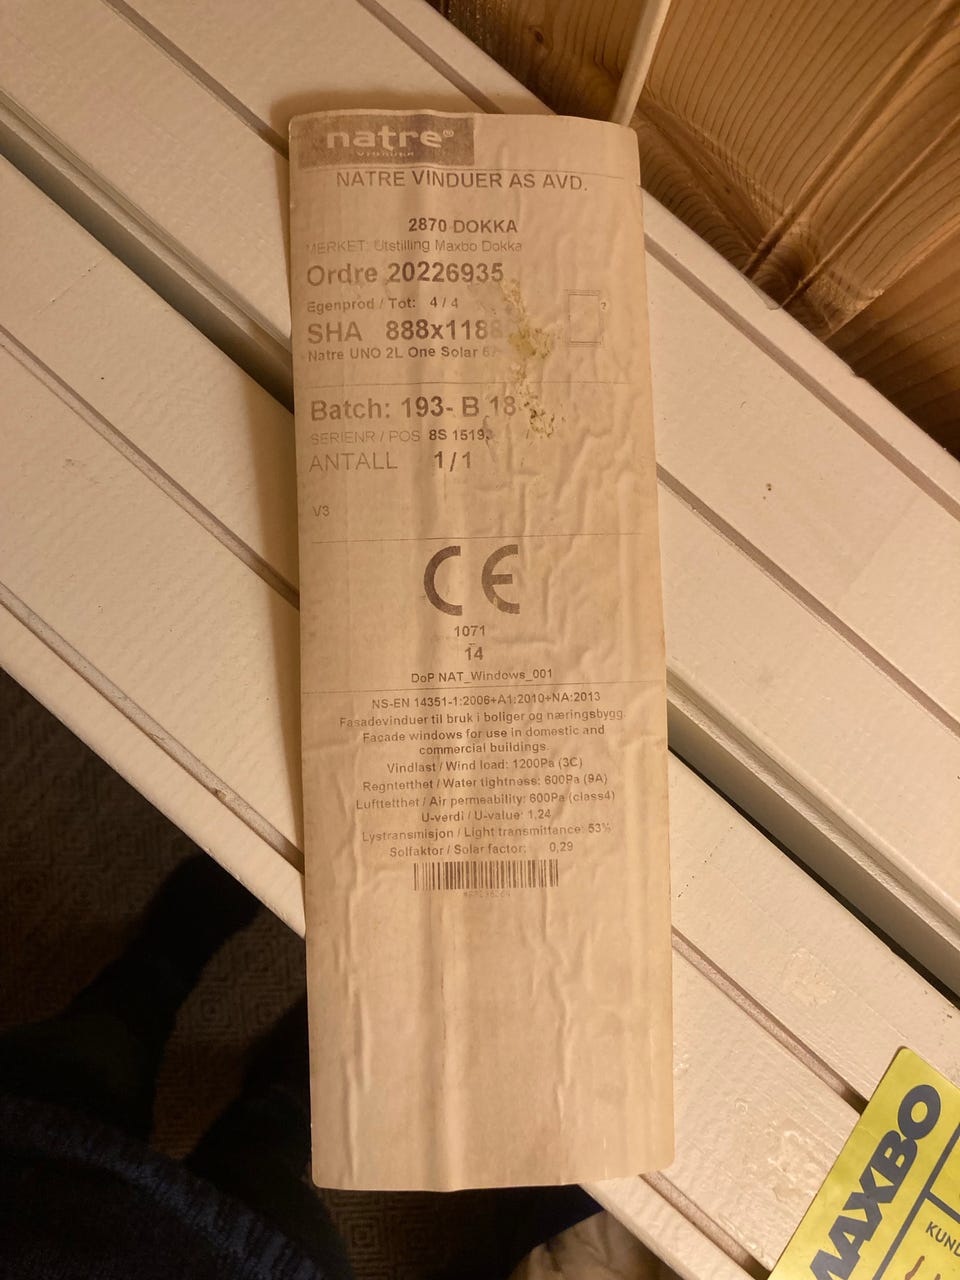 natre®
VINDUER
NATRE VINDUER AS AVD.
2870 DOKKA
MERKET: Utstilling Maxbo Dokka
Ordre 20226935
Egenprod / Tot: 4 / 4
SHA 888x1188
Natre UNO 2L One Solar
Batch: 193- B 18
SERIENR / POS 8S 15193
ANTALL 1/1
V3
CE
1071
14
DoP NAT_Windows_001
NS-EN 14351-1:2006+A1:2010+NA:2013
Fasadevinduer til bruk i boliger og næringsbygg.
Facade windows for use in domestic and
commercial buildings.
Vindlast / Wind load: 1200Pa (3C)
Regntetthet / Water tightness: 600Pa (9A)
Lufttetthet / Air permeability: 600Pa (class4)
U-verdi / U-value: 1,24
Lystransmisjon / Light transmittance: 53%
Solfaktor / Solar factor: 0,29
MAXBO
KUND